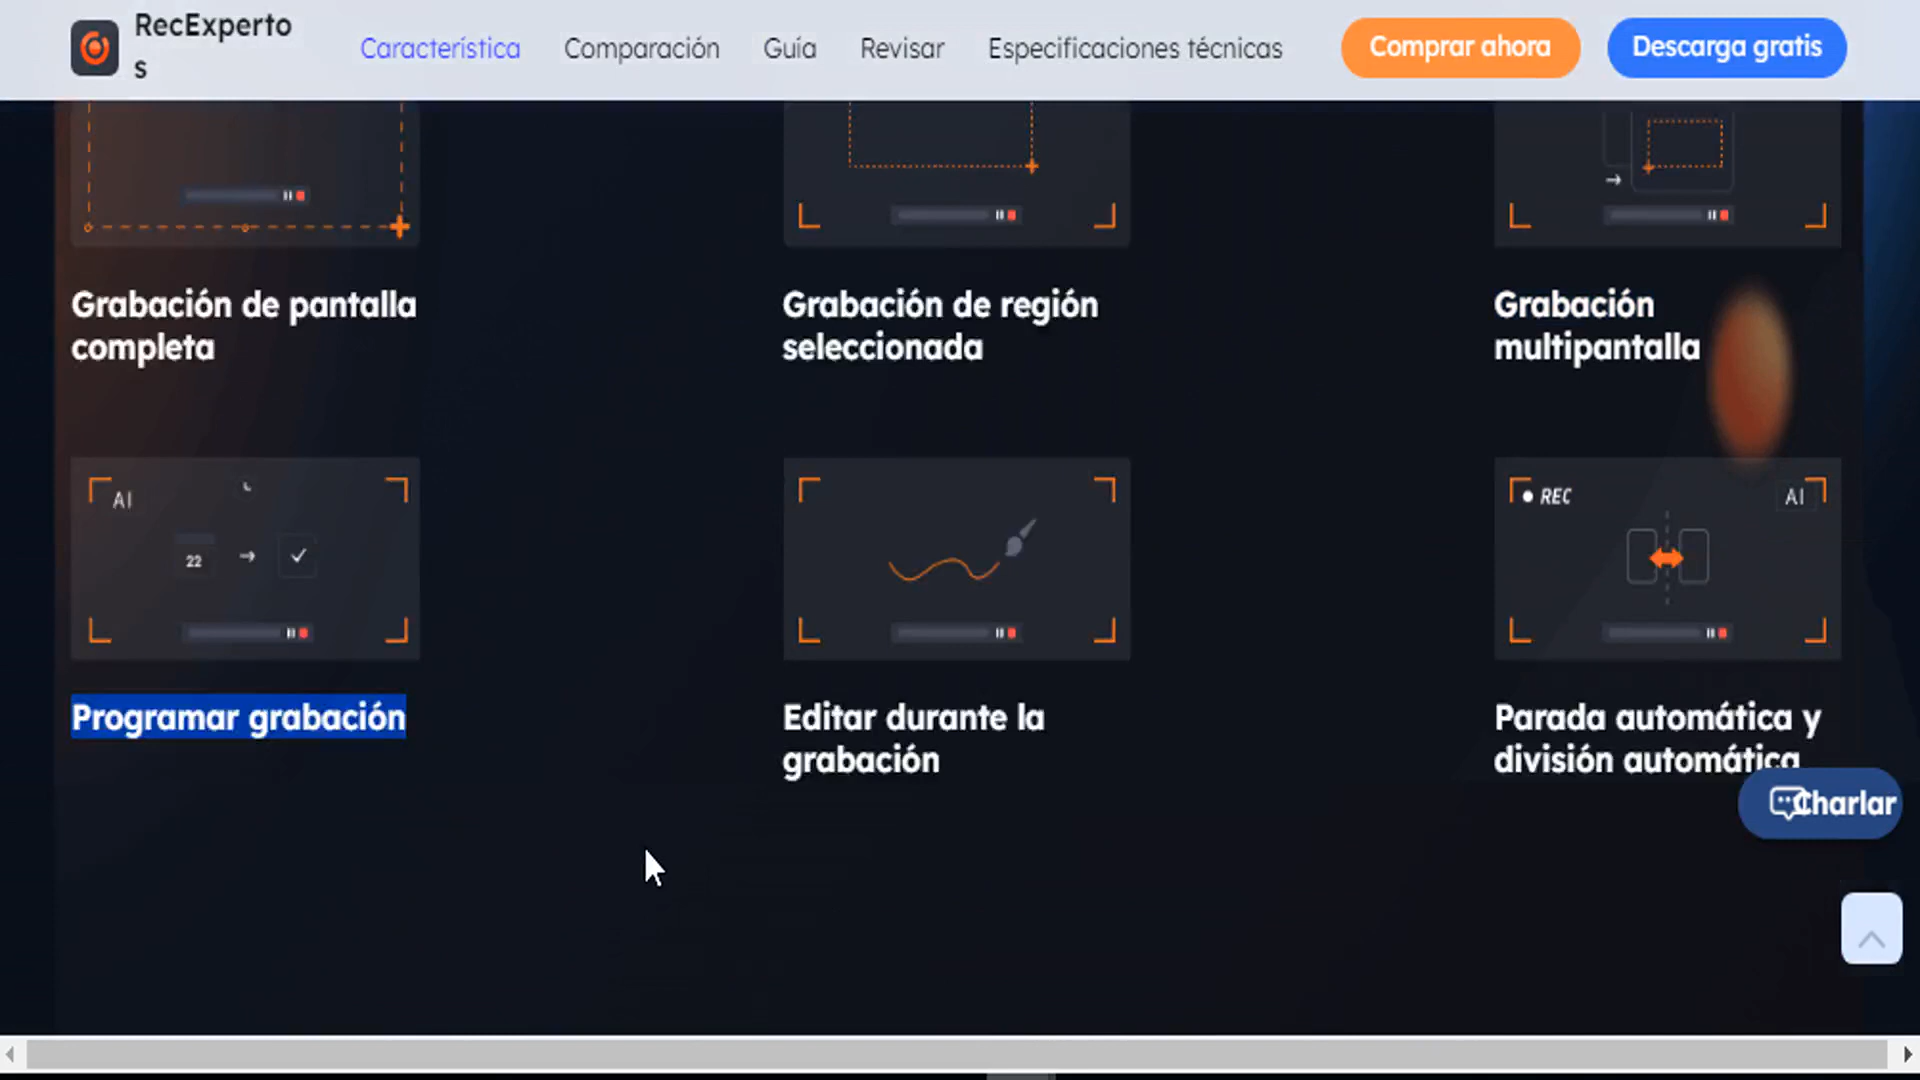 RecExperto
s
Característica
Comparación
Guía
Revisar
Especificaciones técnicas
Comprar ahora
Descarga gratis
Grabación de pantalla
completa
Grabación de región
seleccionada
Grabación
multipantalla
AI
22
REC
AI
Programar grabación
Editar durante la
grabación
Parada automática y
división automática
Charlar